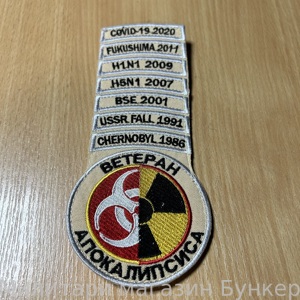 COVID-19 2020
FUKUSHIMA 2011
H1N1 2009
H5N1 2007
BSE 2001
USSR FALL 1991
CHERNOBYL 1986
ВЕТЕРАН
АПОКАЛИПСИСА
магазин Бункер